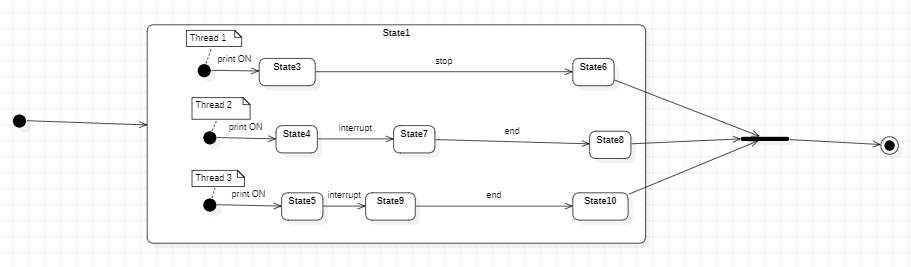 State1
Thread 1
print ON
State3
stop
State6
Thread 2
print ON
State4
interrupt
State7
end
State8
Thread 3
print ON
State5
interrupt
State9
end
State10